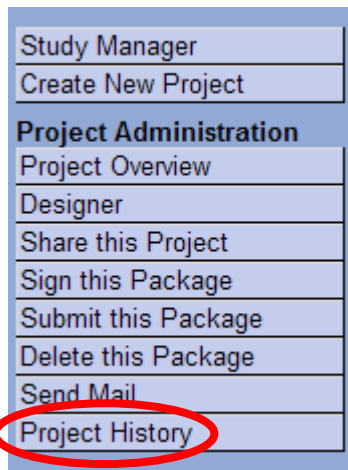 Study Manager
Create New Project
Project Administration
Project Overview
Designer
Share this Project
Sign this Package
Submit this Package
Delete this Package
Send Mail
Project History